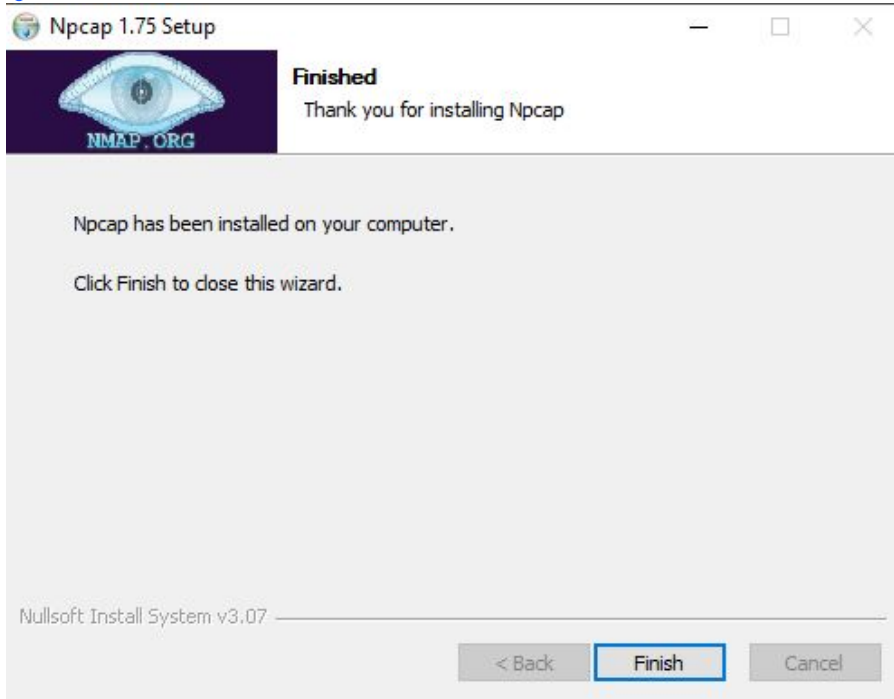 Npcap 1.75 Setup
NMAP.ORG
Finished
Thank you for installing Npcap
Npcap has been installed on your computer.
Click Finish to close this wizard.
Nullsoft Install System v3.07
< Back
Finish
Cancel